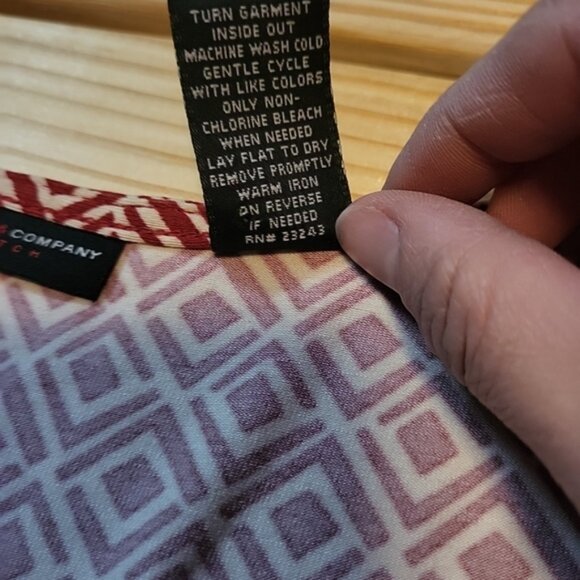 TURN GARMENT
INSIDE OUT
MACHINE WASH COLD
GENTLE CYCLE
WITH LIKE COLORS
ONLY NON-
CHLORINE BLEACH
WHEN NEEDED
LAY FLAT TO DRY
REMOVE PROMPTLY
WARM IRON
ON REVERSE
IF NEEDED
RN# 23243
COMPANY
TCH